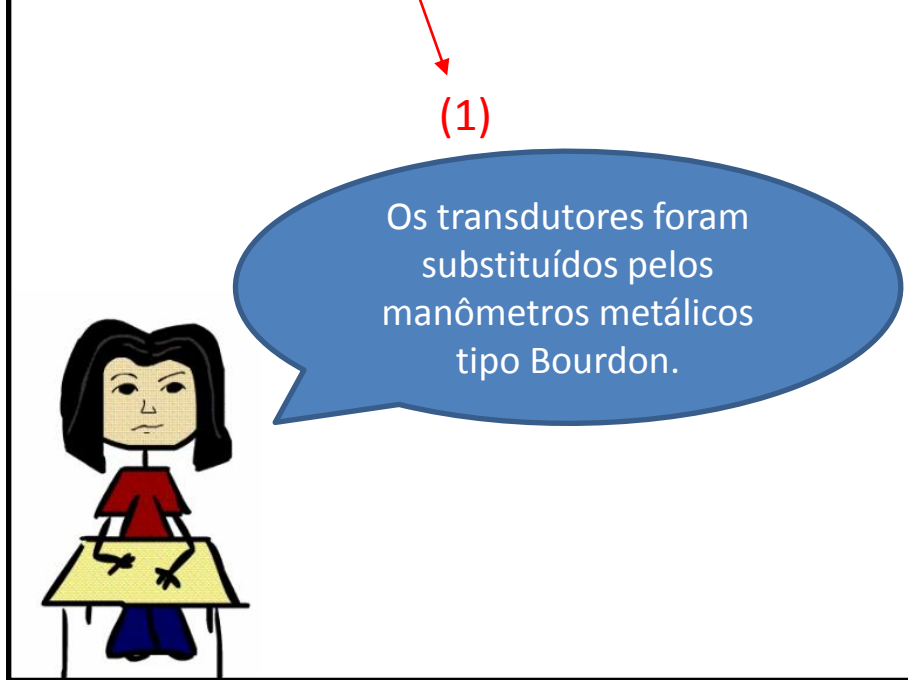 (1)
Os transdutores foram
substituídos pelos
manômetros metálicos
tipo Bourdon.